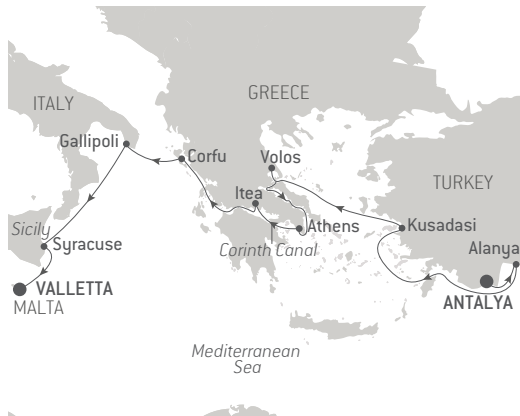 GREECE
ITALY
Gallipoli
Corfu
Volos
TURKEY
Itea
Sicily
Syracuse
Athens
Kusadasi
Corinth Canal
Alanya
VALLETTA
MALTA
ANTALYA
Mediterranean
Sea